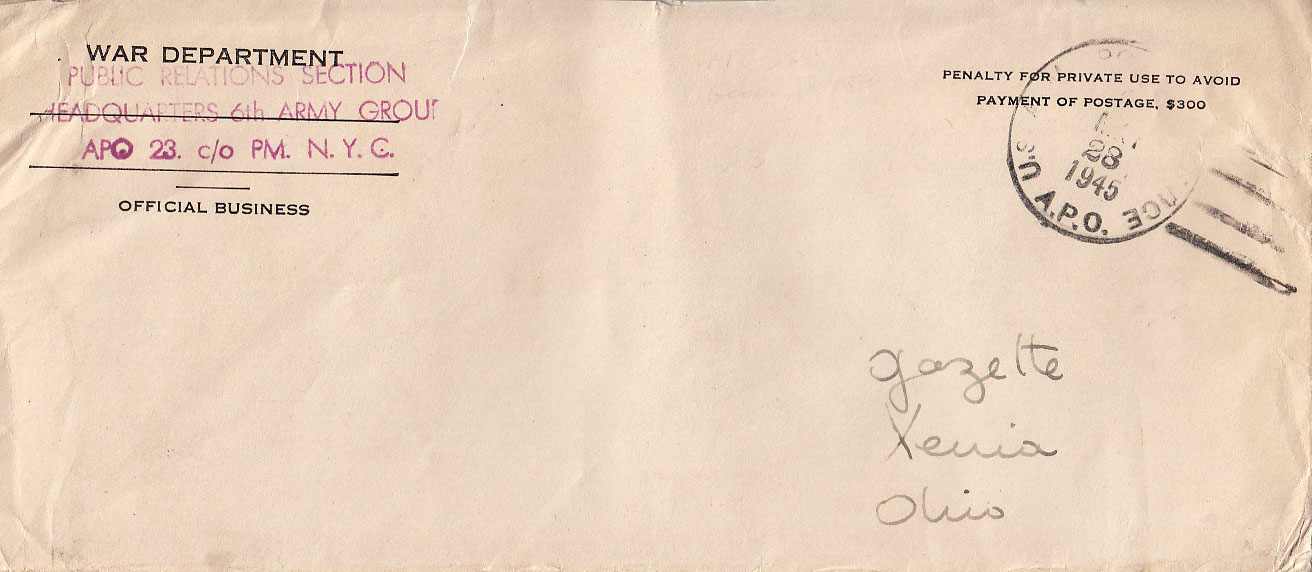 WAR DEPARTMENT
PUBLIC RELATIONS SECTION
HEADQUARTERS 6th ARMY GROUP
APO 23. c/o PM. N. Y. C.
OFFICIAL BUSINESS
PENALTY FOR PRIVATE USE TO AVOID
PAYMENT OF POSTAGE, $300
28
1945
U.S. A.P.O.
Gazette
Xenia
Ohio